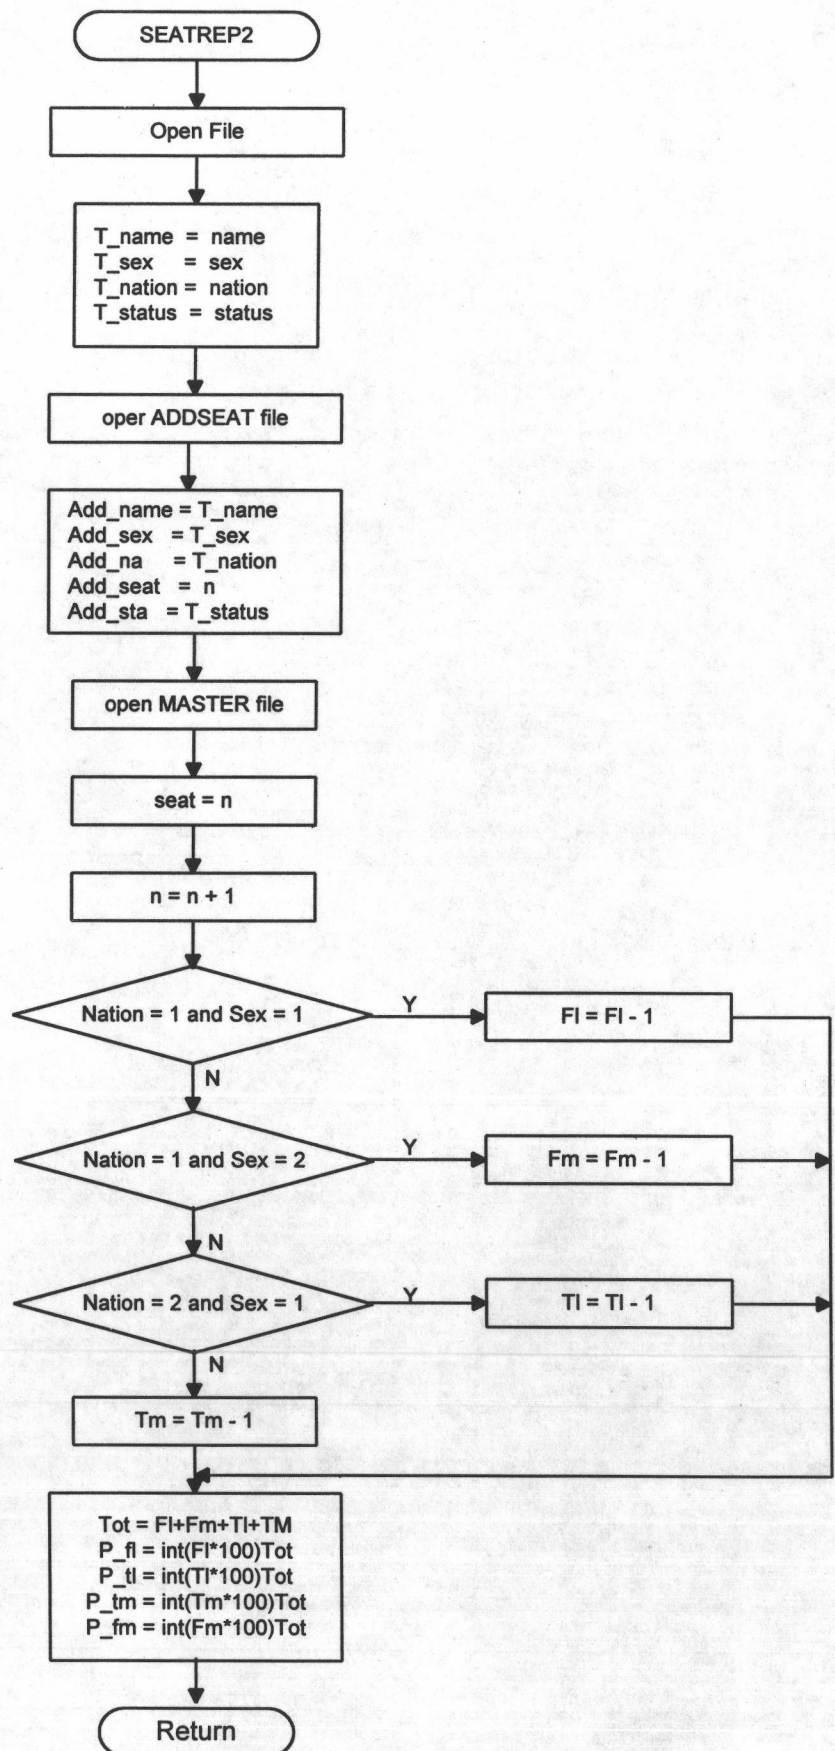 SEATREP2
Open File
T_name = name
T_sex = sex
T_nation = nation
T_status = status
oper ADDSEAT file
Add_name = T_name
Add_sex = T_sex
Add_na = T_nation
Add_seat = n
Add_sta = T_status
open MASTER file
seat = n
n = n + 1
Nation = 1 and Sex = 1
Y
Fl = Fl - 1
N
Nation = 1 and Sex = 2
Y
Fm = Fm - 1
N
Nation = 2 and Sex = 1
Y
Tl = Tl - 1
N
Tm = Tm - 1
Tot = Fl+Fm+Tl+TM
P_fl = int(Fl*100)Tot
P_tl = int(Tl*100)Tot
P_tm = int(Tm*100)Tot
P_fm = int(Fm*100)Tot
Return